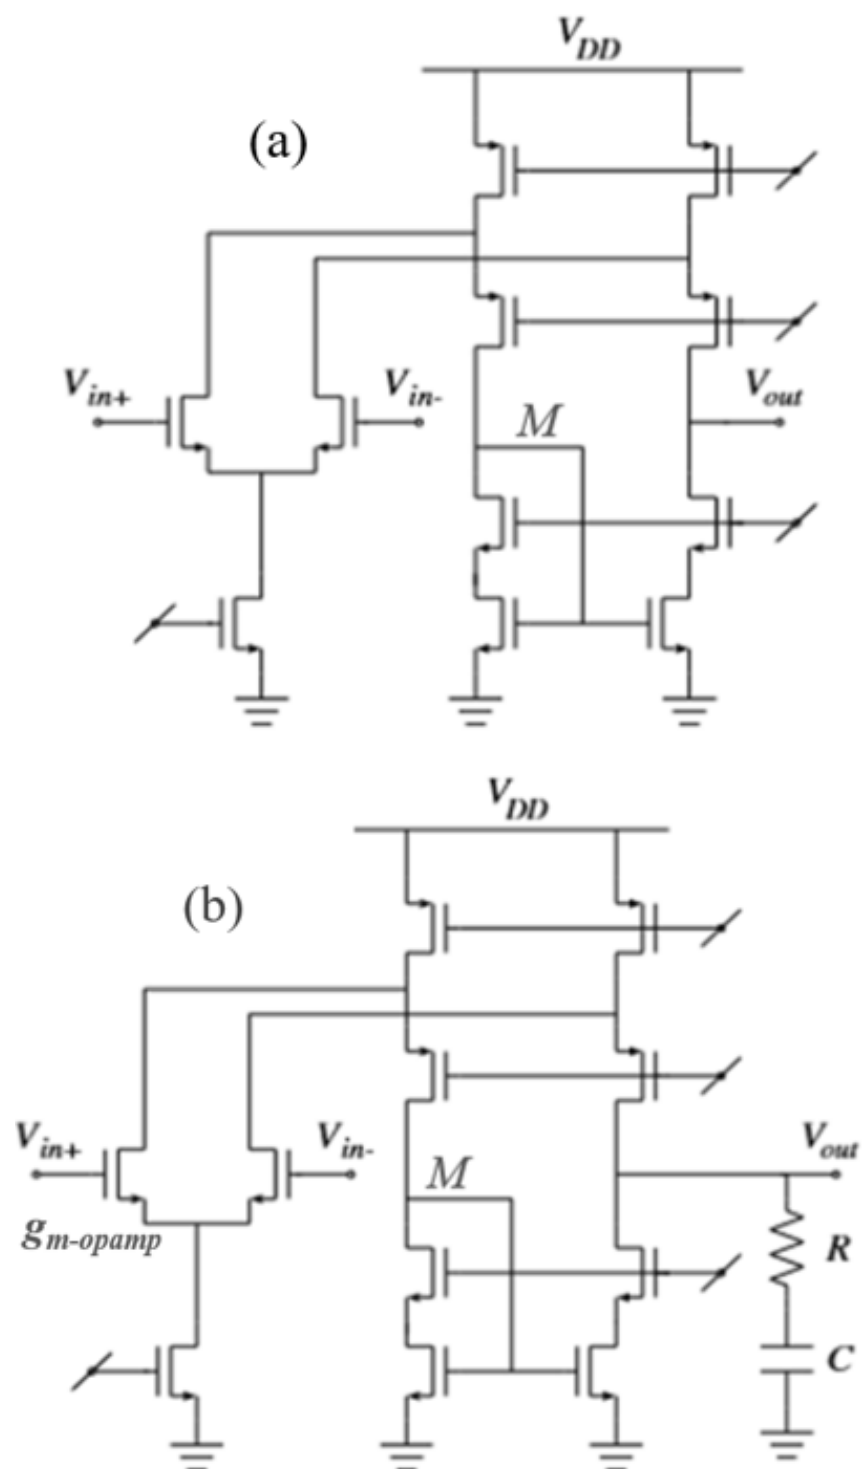 V_DD
(a)
V_in+
V_in-
V_out
M
V_DD
(b)
V_in+
V_in-
V_out
M
g_m-opamp
R
C